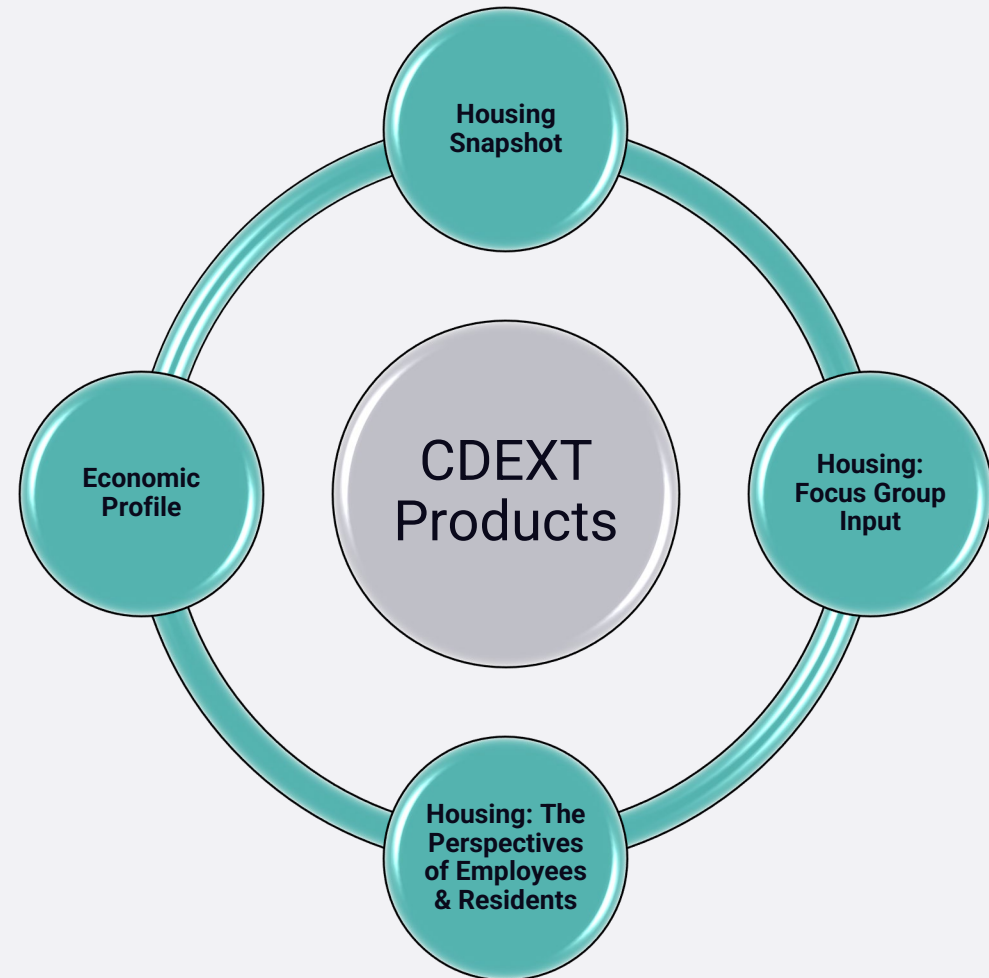 Housing
Snapshot
Economic
Profile
CDEXT
Products
Housing:
Focus Group
Input
Housing: The
Perspectives
of Employees
& Residents